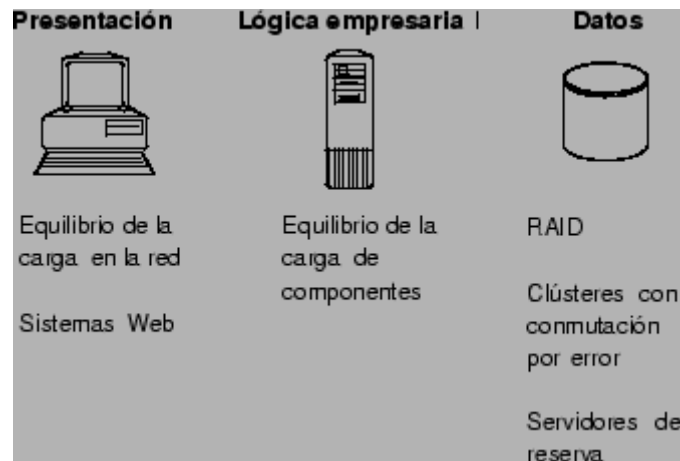 Presentación
Lógica empresarial
Datos
Equilibrio de la
carga en la red
Sistemas Web
Equilibrio de la
carga de
componentes
RAID
Clústeres con
conmutación
por error
Servidores de
reserva